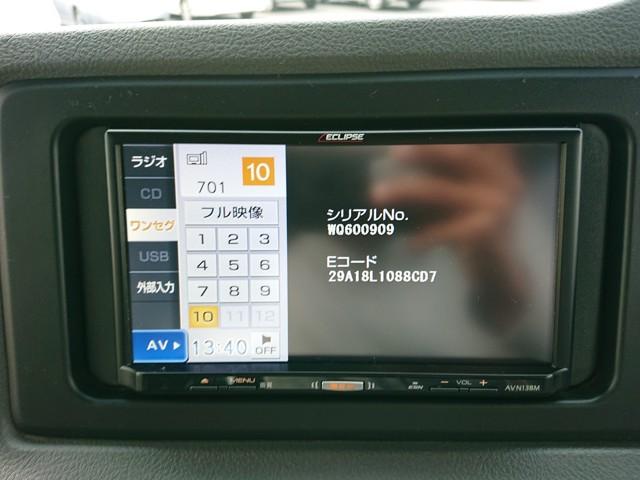 ECLIPSE
ラジオ
CD
ワンセグ
USB
外部入力
AV
701
10
フル映像
1 2 3
4 5 6
7 8 9
10 11 12
13:40
OFF
シリアルNo.
WQ600909
Eコード
29A18L1088CD7
MENU
ESN
− VOL +
AVN138M